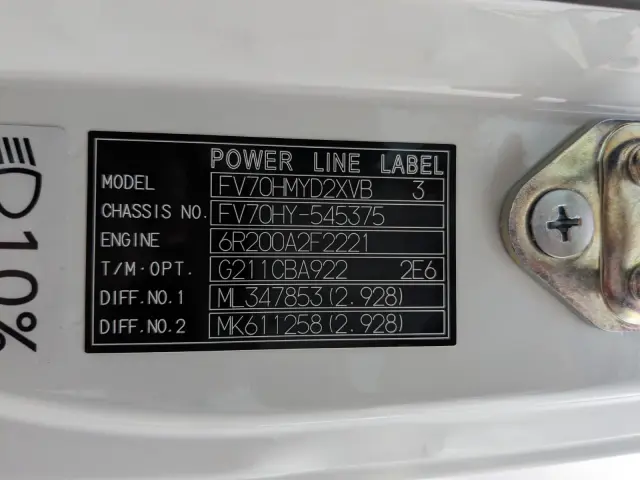 POWER LINE LABEL
MODEL FV70HMYD2XVB 3
CHASSIS NO. FV70HY-545375
ENGINE 6R200A2F2221
T/M·OPT. G211CBA922 2E6
DIFF.NO.1 ML347853(2.928)
DIFF.NO.2 MK611258(2.928)
10%